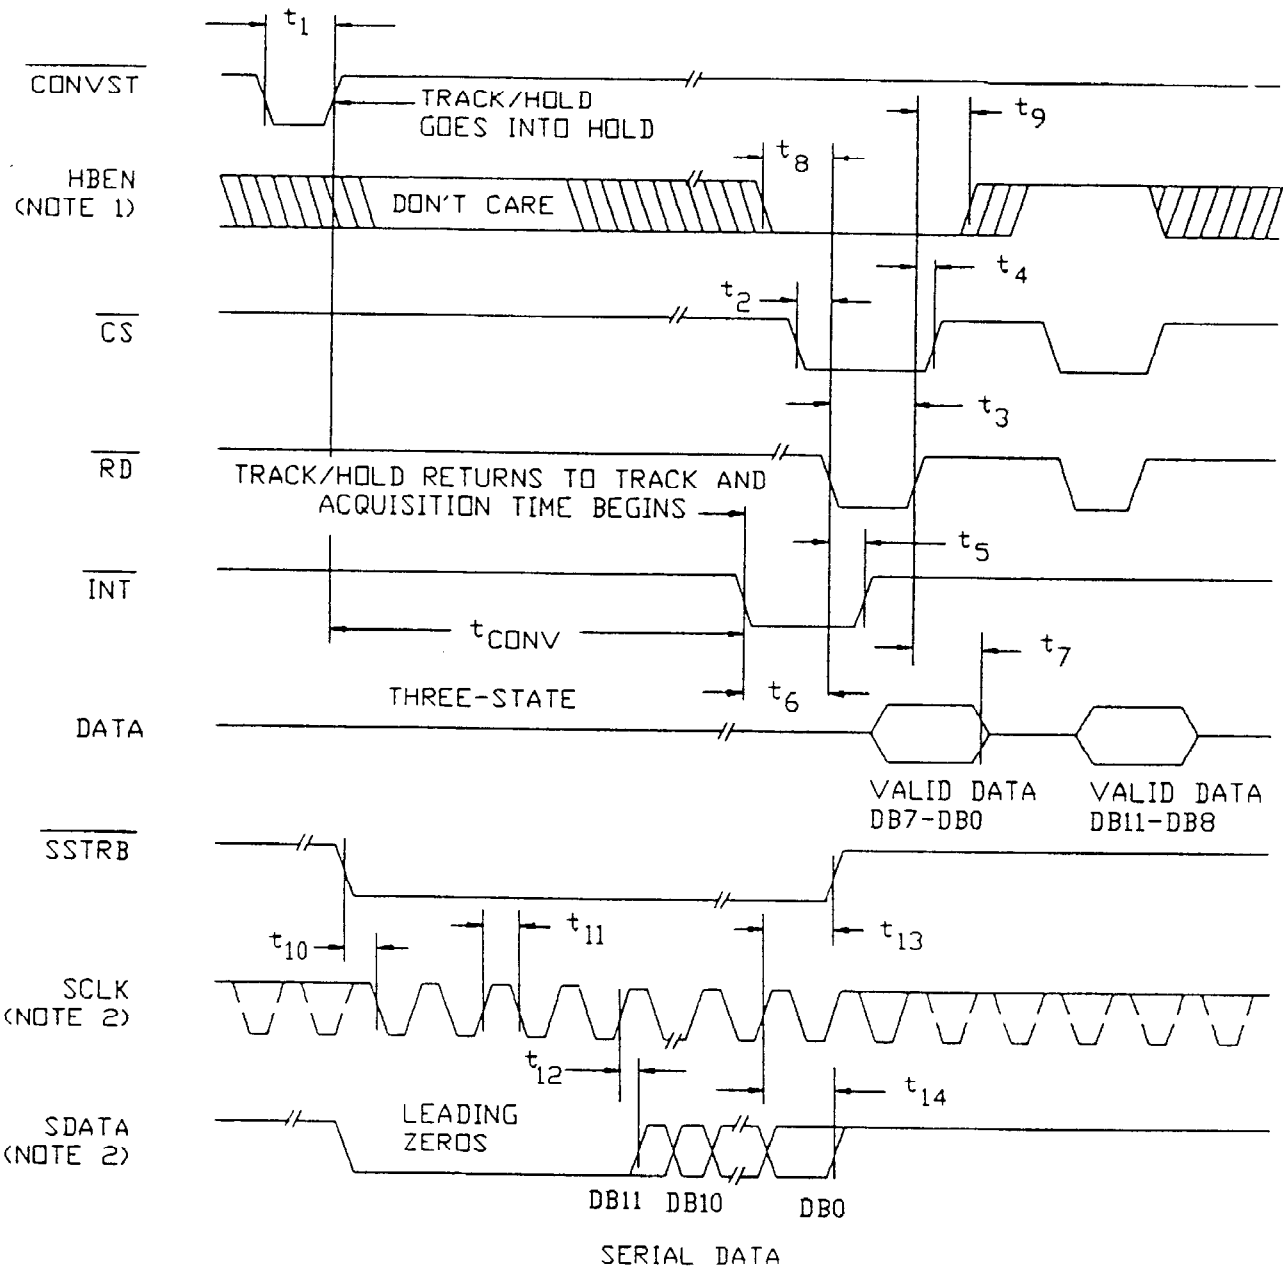 t1
CONVST
TRACK/HOLD
GOES INTO HOLD
t9
t8
HBEN
(NOTE 1)
DON'T CARE
t4
t2
CS
t3
RD
TRACK/HOLD RETURNS TO TRACK AND
ACQUISITION TIME BEGINS
t5
INT
tCONV
t7
t6
THREE-STATE
DATA
VALID DATA
DB7-DB0
VALID DATA
DB11-DB8
SSTRB
t10
t11
t13
SCLK
(NOTE 2)
t12
t14
LEADING
ZEROS
SDATA
(NOTE 2)
DB11 DB10 DB0
SERIAL DATA